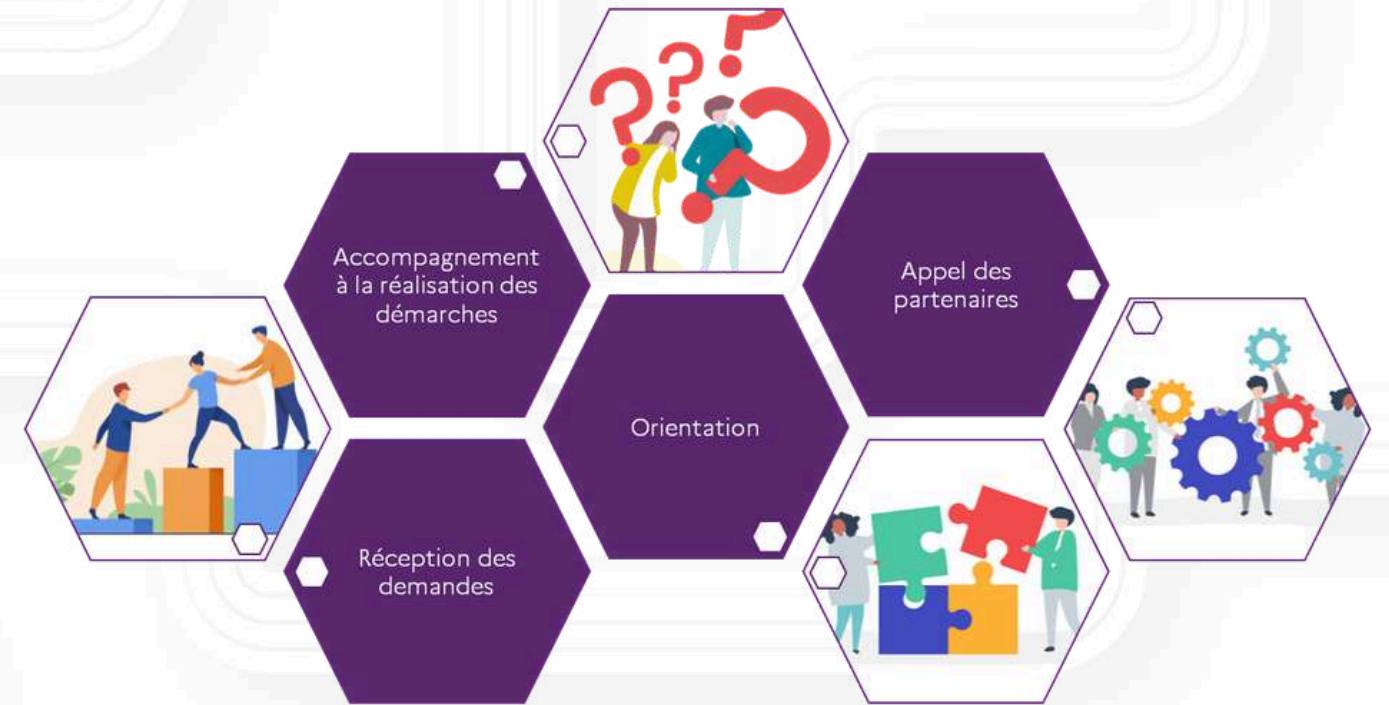 Accompagnement
à la réalisation des
démarches
Appel des
partenaires
Orientation
Réception des
demandes